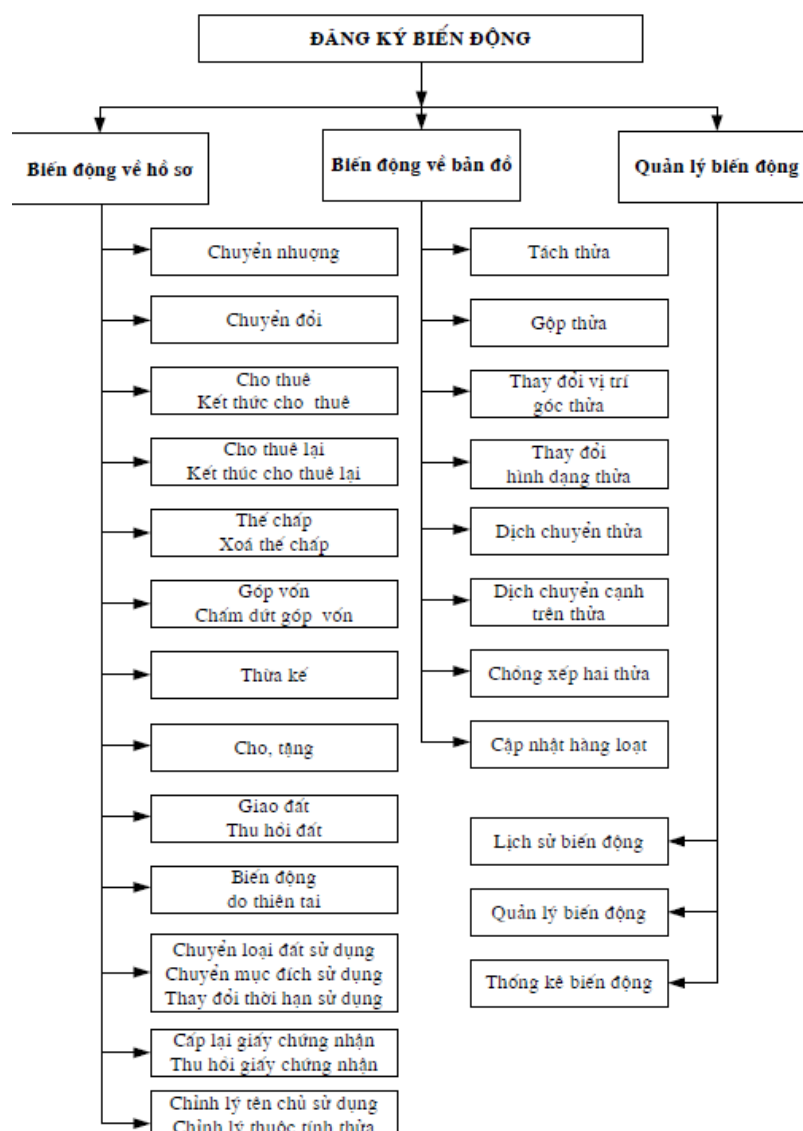 ĐĂNG KÝ BIẾN ĐỘNG
Biến động về hồ sơ
Biến động về bản đồ
Quản lý biến động
Chuyển nhượng
Chuyển đổi
Cho thuê
Kết thức cho thuê
Cho thuê lại
Kết thúc cho thuê lại
Thế chấp
Xoá thế chấp
Góp vốn
Chấm dứt góp vốn
Thừa kế
Cho, tặng
Giao đất
Thu hồi đất
Biến động
do thiên tai
Chuyển loại đất sử dụng
Chuyển mục đích sử dụng
Thay đổi thời hạn sử dụng
Cấp lại giấy chứng nhận
Thu hồi giấy chứng nhận
Chỉnh lý tên chủ sử dụng
Chỉnh lý thuộc tính thửa
Tách thửa
Gộp thửa
Thay đổi vị trí
góc thửa
Thay đổi
hình dạng thửa
Dịch chuyển thửa
Dịch chuyển cạnh
trên thửa
Chồng xếp hai thửa
Cập nhật hàng loạt
Lịch sử biến động
Quản lý biến động
Thống kê biến động